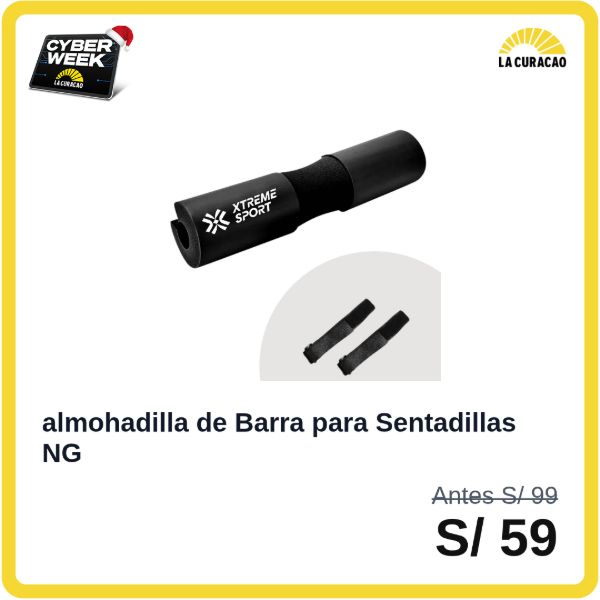 CYBER
WEEK
LA CURACAO
LA CURACAO
XTREME
SPORT
almohadilla de Barra para Sentadillas
NG
Antes S/ 99
S/ 59